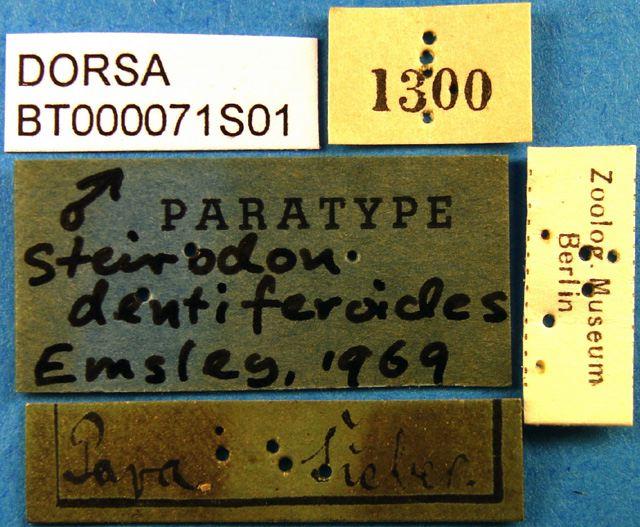 DORSA
BT000071S01
1300
♂ PARATYPE
Steirodon
dentiferoides
Emsley, 1969
Zoolog. Museum
Berlin
Para Sieber.